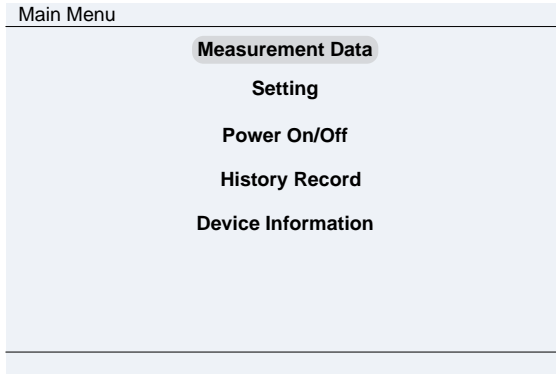 Main Menu
Measurement Data
Setting
Power On/Off
History Record
Device Information